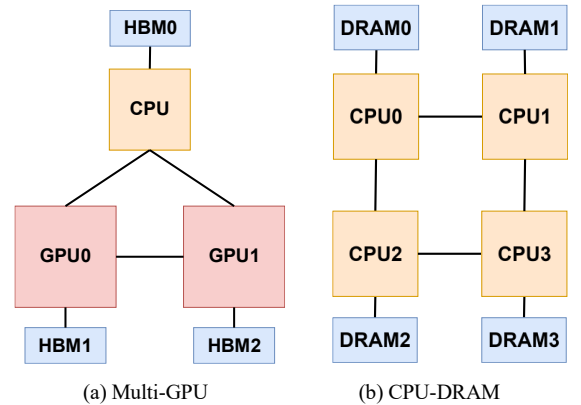 HBM0
CPU
GPU0
GPU1
HBM1
HBM2
(a) Multi-GPU
DRAM0
DRAM1
CPU0
CPU1
CPU2
CPU3
DRAM2
DRAM3
(b) CPU-DRAM